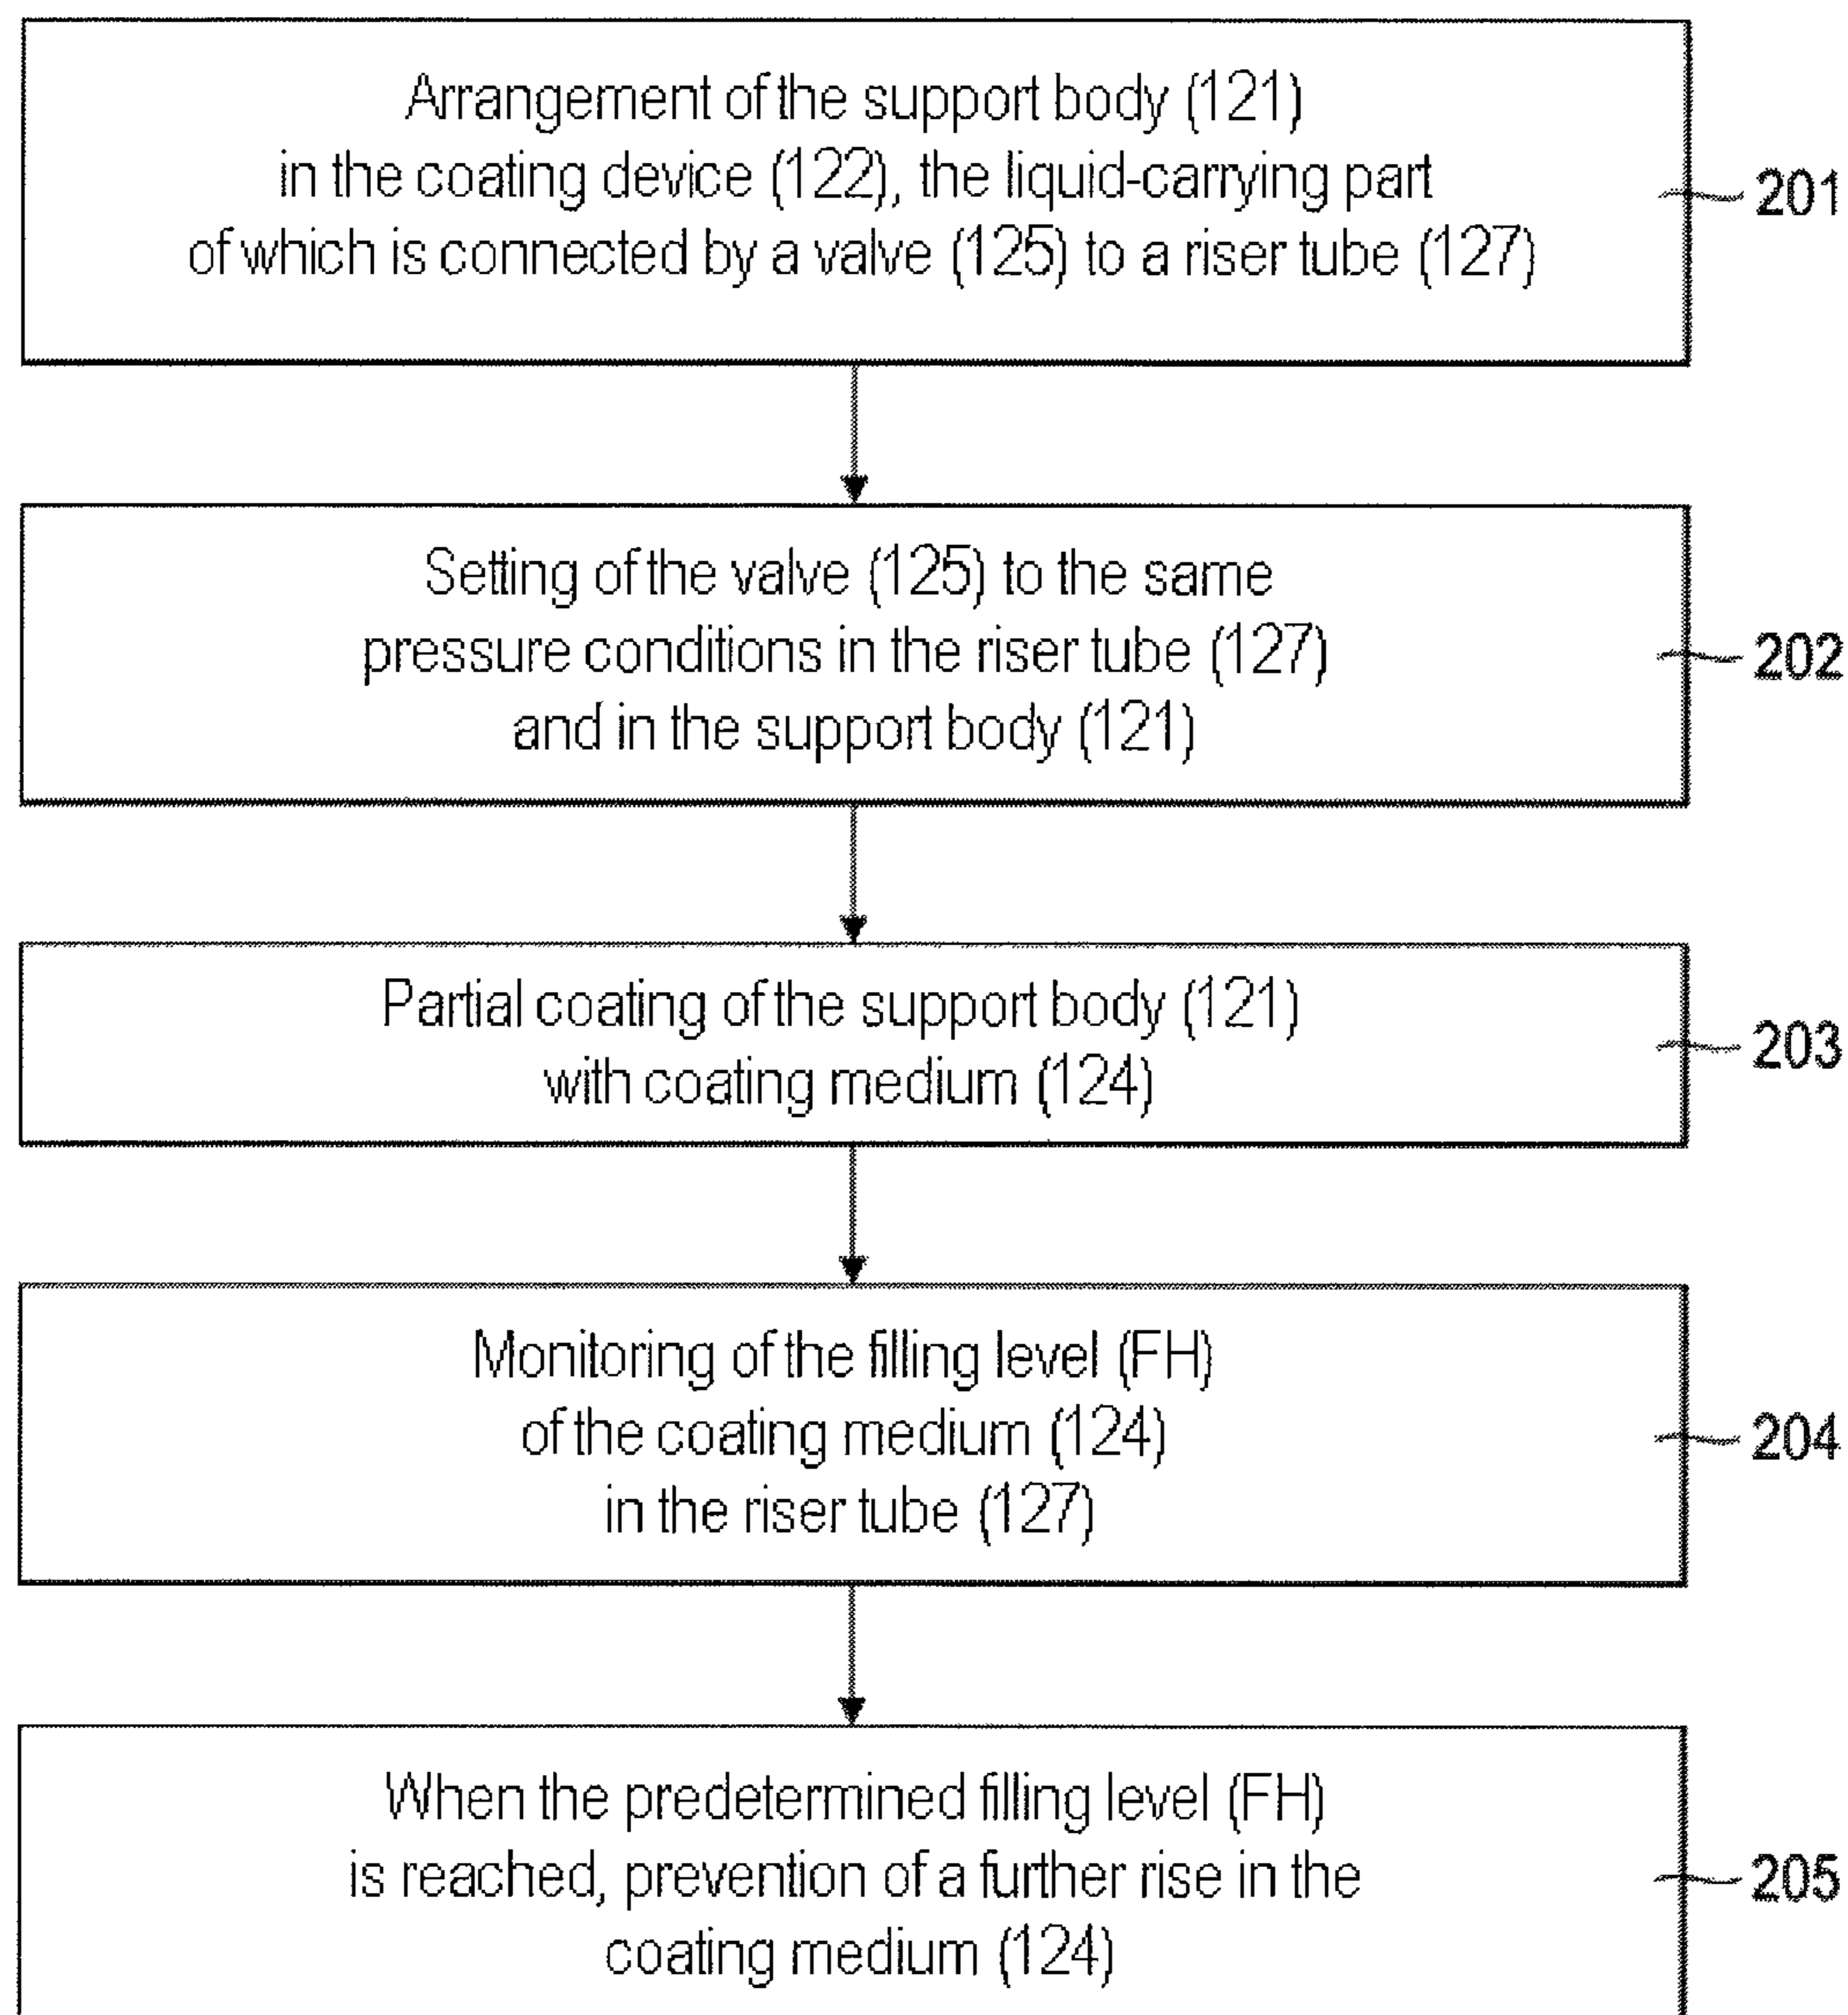 Arrangement of the support body (121)
in the coating device (122), the liquid-carrying part
of which is connected by a valve (125) to a riser tube (127)
201
Setting of the valve (125) to the same
pressure conditions in the riser tube (127)
and in the support body (121)
202
Partial coating of the support body (121)
with coating medium (124)
203
Monitoring of the filling level (FH)
of the coating medium (124)
in the riser tube (127)
204
When the predetermined filling level (FH)
is reached, prevention of a further rise in the
coating medium (124)
205